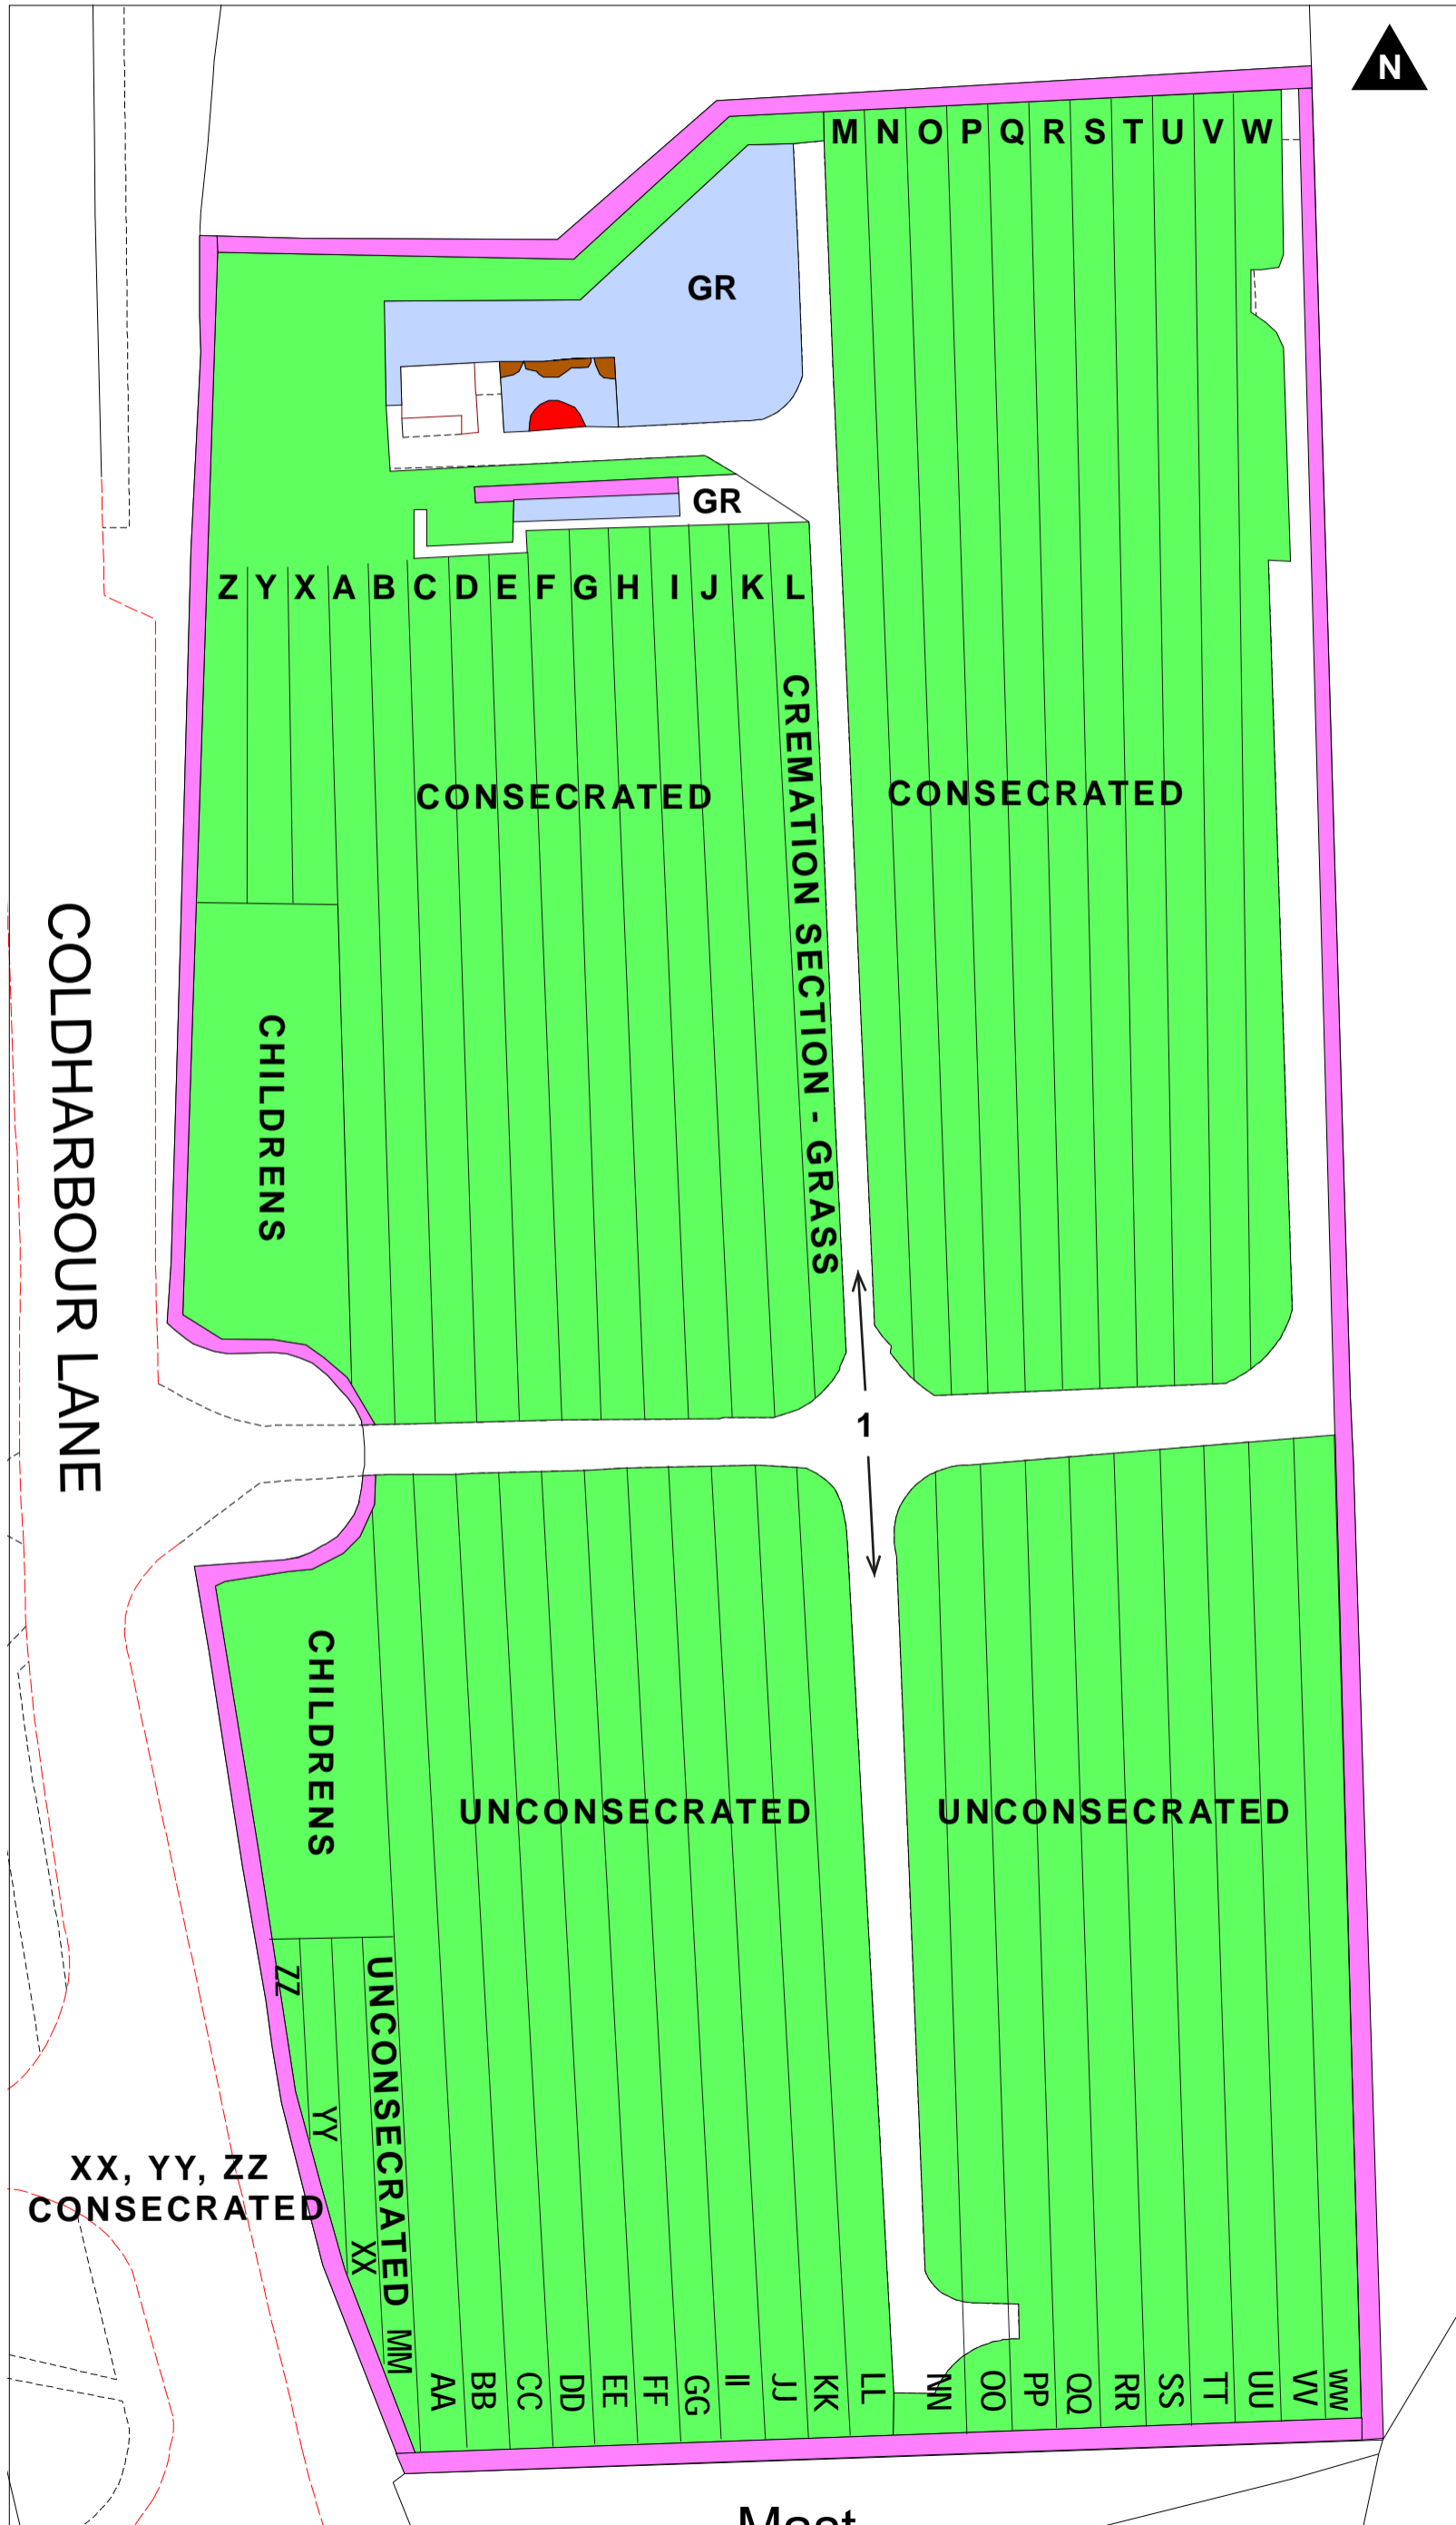 N
M N O P Q R S T U V W
GR
GR
Z Y X A B C D E F G H I J K L
CREMATION SECTION - GRASS
CONSECRATED
CONSECRATED
COLDHARBOUR LANE
CHILDRENS
1
CHILDRENS
UNCONSECRATED
UNCONSECRATED
ZZ
YY
XX
UNCONSECRATED MM
XX, YY, ZZ
CONSECRATED
AA BB CC DD EE FF GG II JJ KK LL NN OO PP QQ RR SS TT UU VV WW